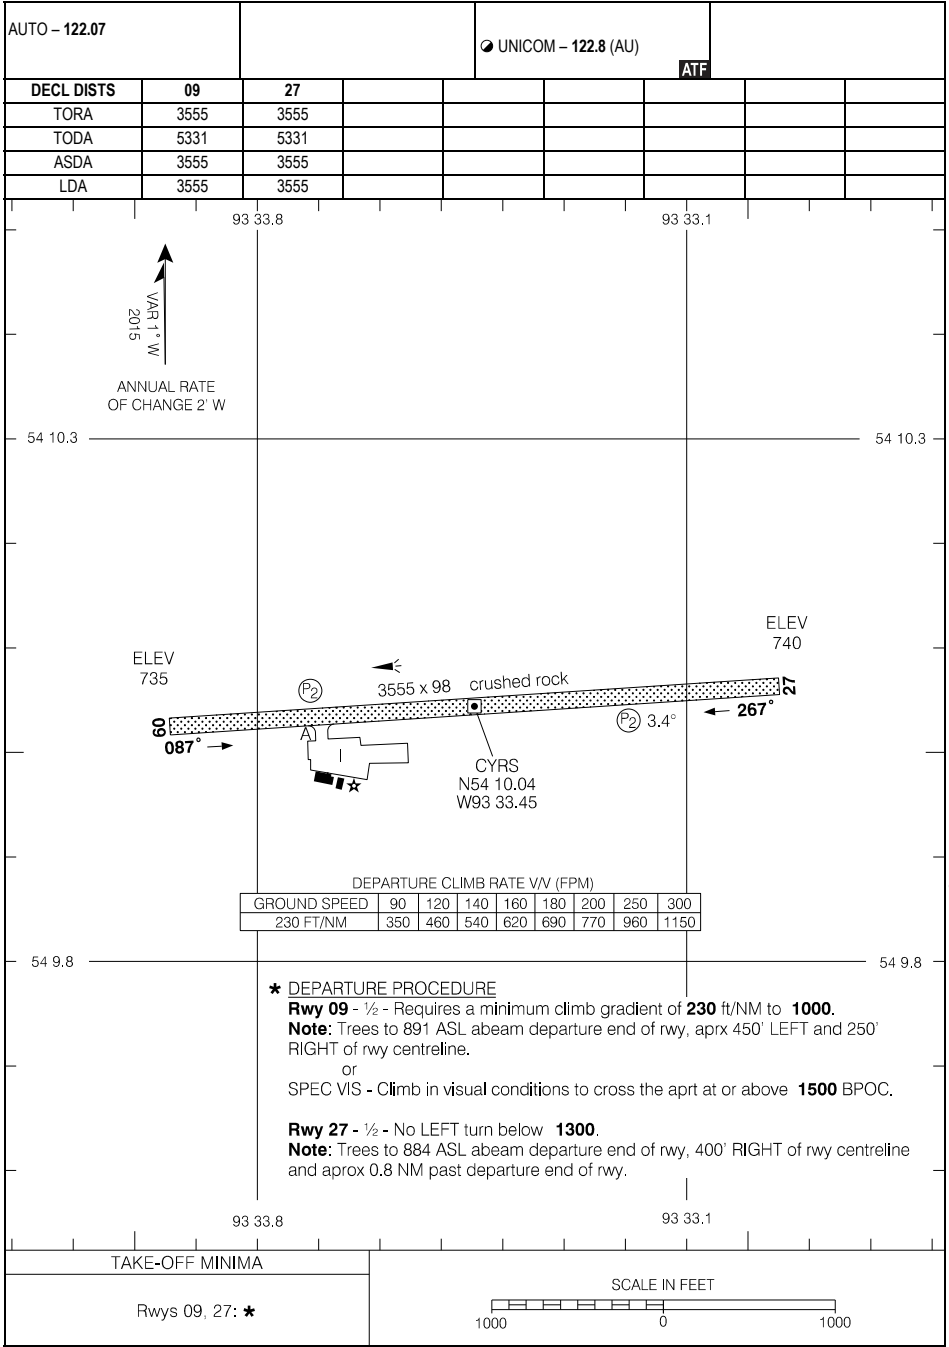 AUTO – 122.07
UNICOM – 122.8 (AU)
ATF
DECL DISTS 09 27
TORA 3555 3555
TODA 5331 5331
ASDA 3555 3555
LDA 3555 3555
93 33.8 93 33.1
VAR 1° W
2015
ANNUAL RATE
OF CHANGE 2' W
54 10.3 54 10.3
ELEV
740
ELEV
735
P2 3555 x 98 crushed rock
27
09
087° A I P2 3.4° 267°
CYRS
N54 10.04
W93 33.45
DEPARTURE CLIMB RATE V/V (FPM)
GROUND SPEED 90 120 140 160 180 200 250 300
230 FT/NM 350 460 540 620 690 770 960 1150
54 9.8 54 9.8
* DEPARTURE PROCEDURE
Rwy 09 - ½ - Requires a minimum climb gradient of 230 ft/NM to 1000.
Note: Trees to 891 ASL abeam departure end of rwy, aprx 450' LEFT and 250'
RIGHT of rwy centreline.
or
SPEC VIS - Climb in visual conditions to cross the aprt at or above 1500 BPOC.
Rwy 27 - ½ - No LEFT turn below 1300.
Note: Trees to 884 ASL abeam departure end of rwy, 400' RIGHT of rwy centreline
and aprox 0.8 NM past departure end of rwy.
93 33.8 93 33.1
TAKE-OFF MINIMA
Rwys 09, 27: *
SCALE IN FEET
1000 0 1000